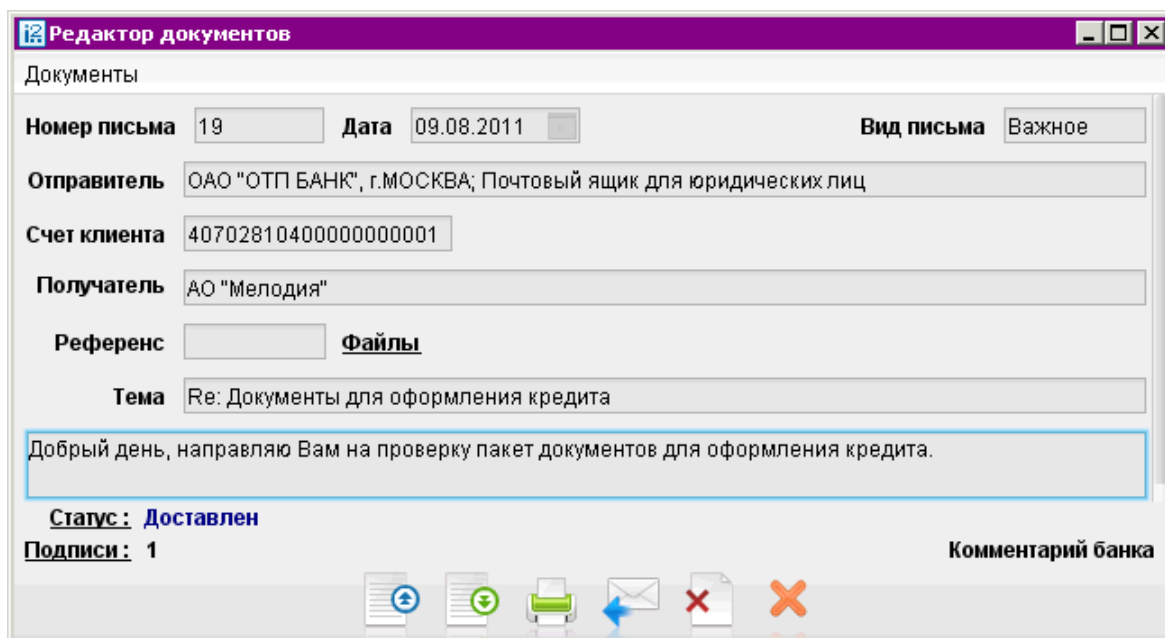 Редактор документов
Документы
Номер письма 19 Дата 09.08.2011 Вид письма Важное
Отправитель ОАО "ОТП БАНК", г.МОСКВА; Почтовый ящик для юридических лиц
Счет клиента 40702810400000000001
Получатель АО "Мелодия"
Референс Файлы
Тема Re: Документы для оформления кредита
Добрый день, направляю Вам на проверку пакет документов для оформления кредита.
Статус : Доставлен
Подписи : 1 Комментарий банка